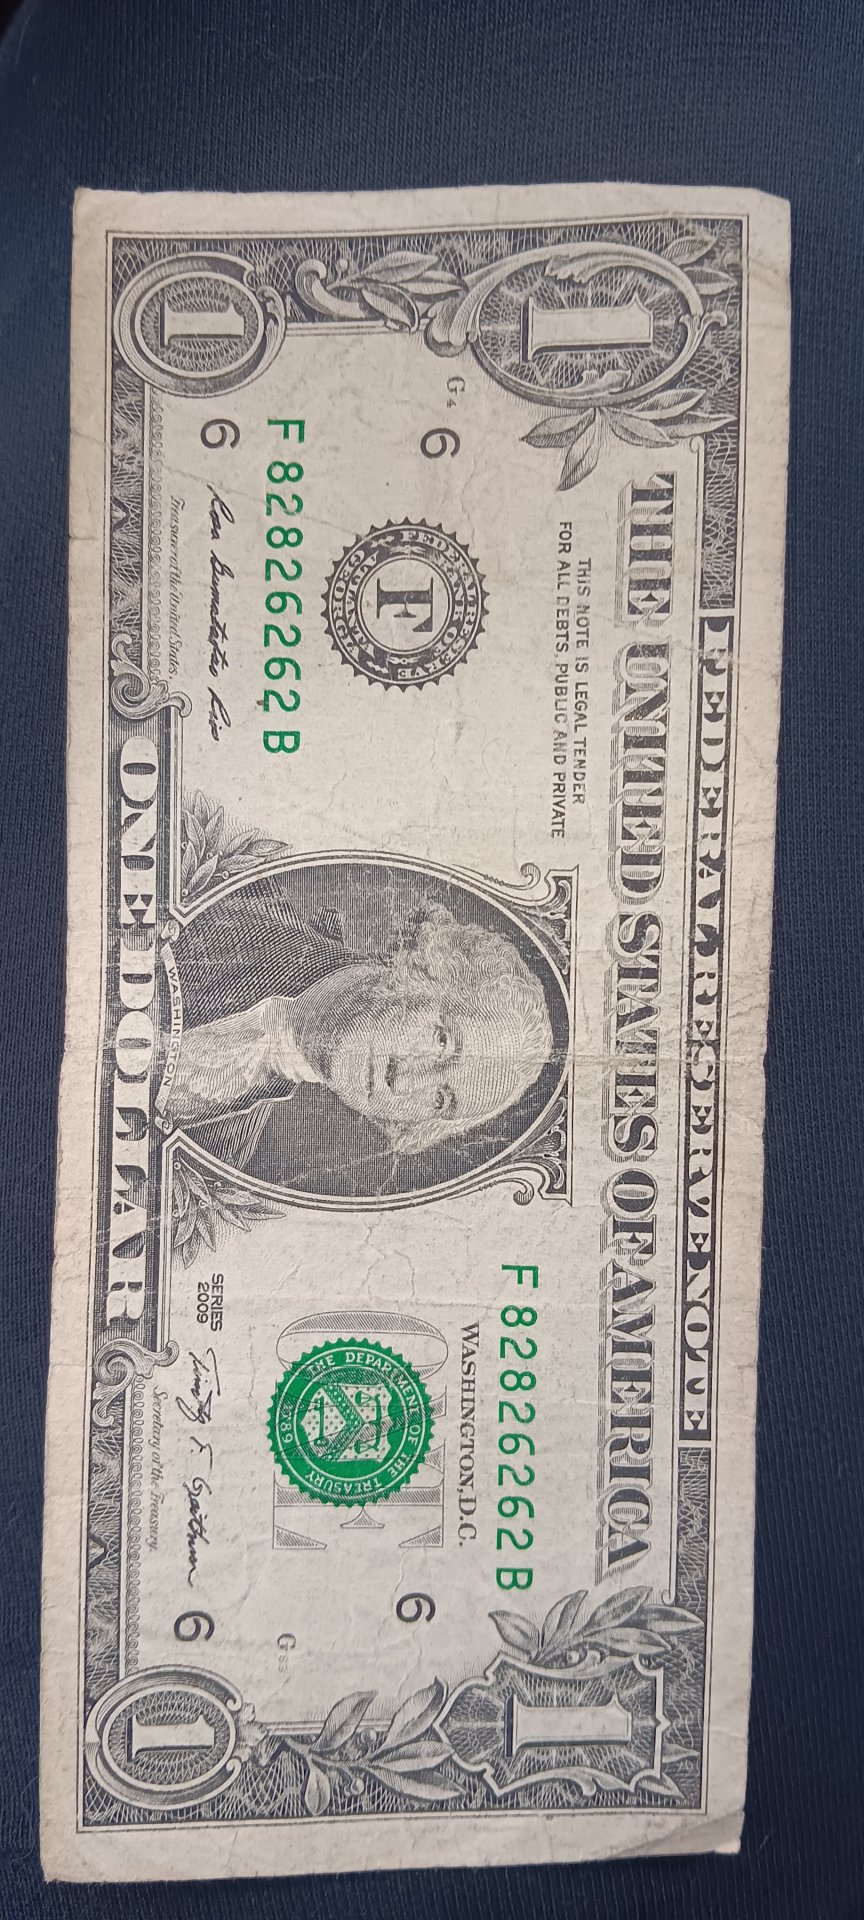 FEDERAL RESERVE NOTE
THE UNITED STATES OF AMERICA
1
1
THIS NOTE IS LEGAL TENDER
FOR ALL DEBTS, PUBLIC AND PRIVATE
F 82826262 B
WASHINGTON, D.C.
G4
6
6
F
ONE
THE DEPARTMENT OF THE TREASURY
1789
F 82826262 B
6
6
G 83
Treasurer of the United States.
SERIES
2009
Secretary of the Treasury.
WASHINGTON
1
ONE DOLLAR
1